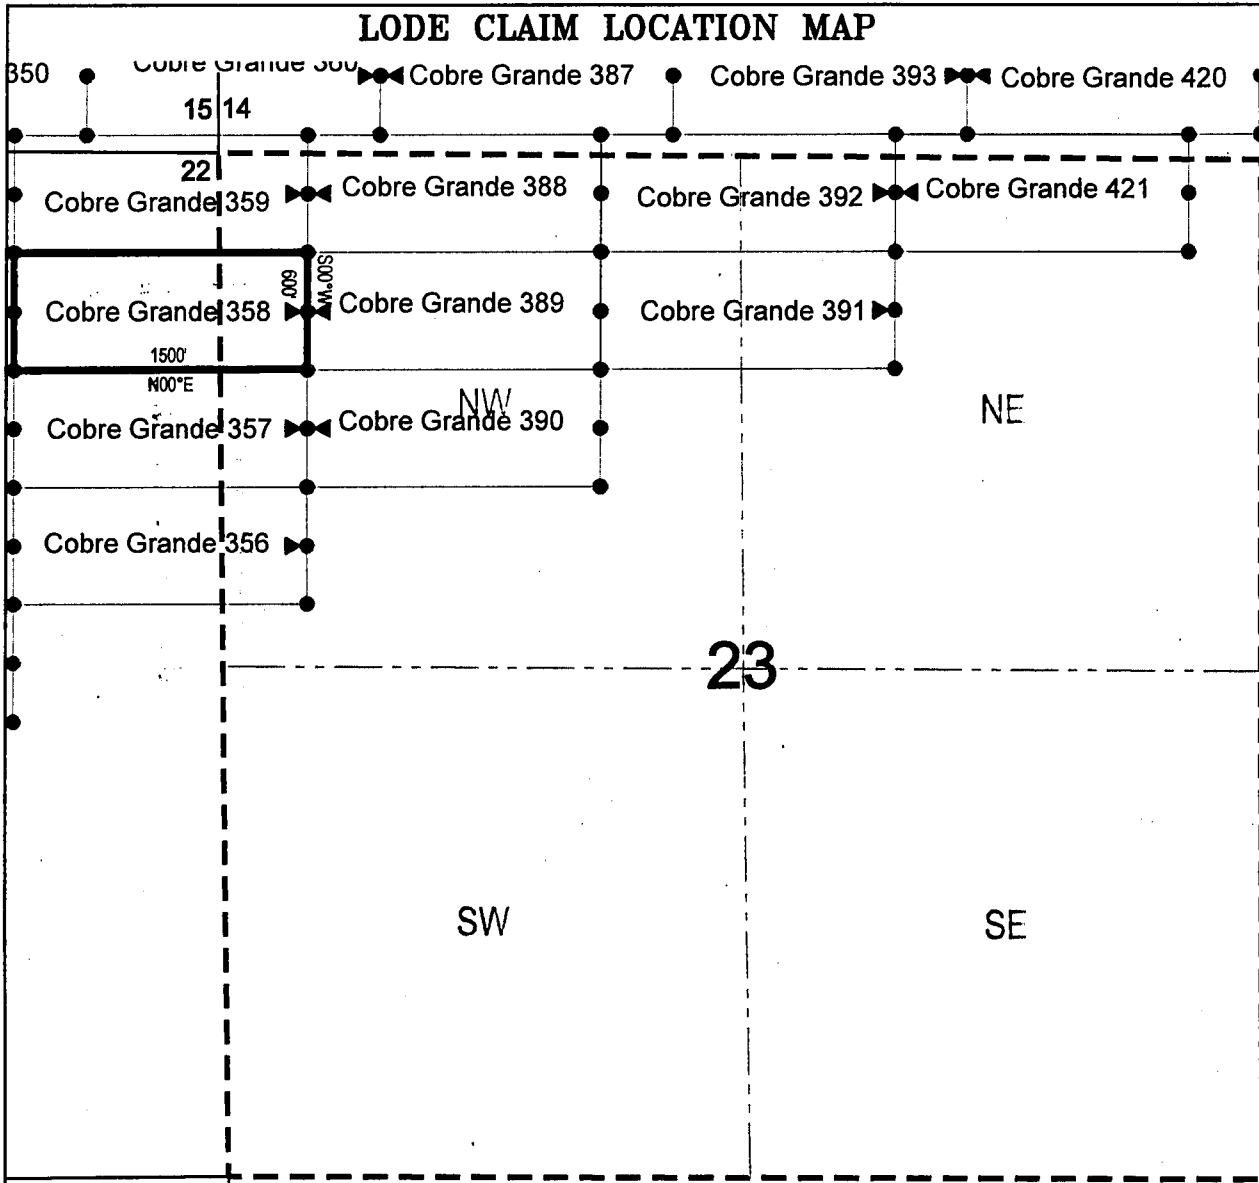 LODE CLAIM LOCATION MAP
350
Cobre Grande 387
Cobre Grande 393
Cobre Grande 420
15 14
22
Cobre Grande 359
Cobre Grande 388
Cobre Grande 392
Cobre Grande 421
600'
S00°W
Cobre Grande 358
Cobre Grande 389
Cobre Grande 391
1500'
N00°E
NW
NE
Cobre Grande 357
Cobre Grande 390
Cobre Grande 356
23
SW
SE